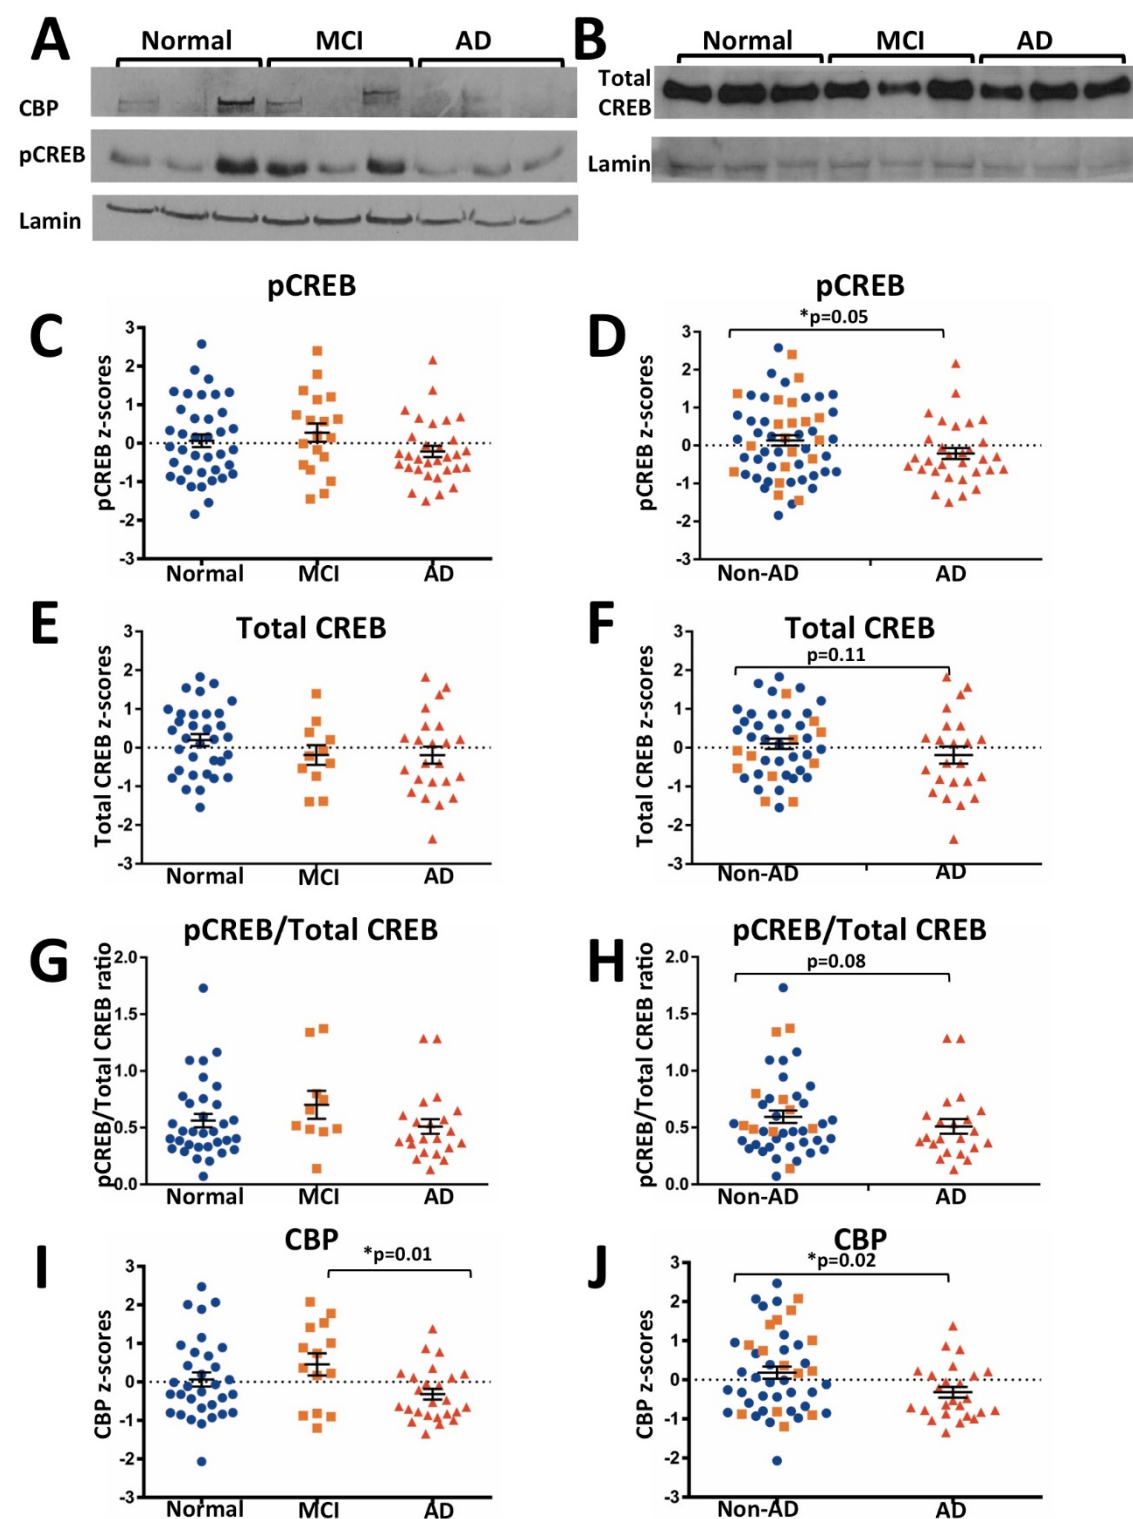 A
Normal
MCI
AD
CBP
pCREB
Lamin
B
Normal
MCI
AD
Total
CREB
Lamin
pCREB
C
pCREB z-scores
3
2
1
0
-1
-2
-3
Normal
MCI
AD
pCREB
D
*p=0.05
pCREB z-scores
3
2
1
0
-1
-2
-3
Non-AD
AD
E
Total CREB
Total CREB z-scores
3
2
1
0
-1
-2
-3
Normal
MCI
AD
F
Total CREB
p=0.11
Total CREB z-scores
3
2
1
0
-1
-2
-3
Non-AD
AD
pCREB/Total CREB
G
pCREB/Total CREB ratio
2.0
1.5
1.0
0.5
0.0
Normal
MCI
AD
pCREB/Total CREB
H
p=0.08
pCREB/Total CREB ratio
2.0
1.5
1.0
0.5
0.0
Non-AD
AD
CBP
I
*p=0.01
CBP z-scores
3
2
1
0
-1
-2
-3
Normal
MCI
AD
CBP
J
*p=0.02
CBP z-scores
3
2
1
0
-1
-2
-3
Non-AD
AD